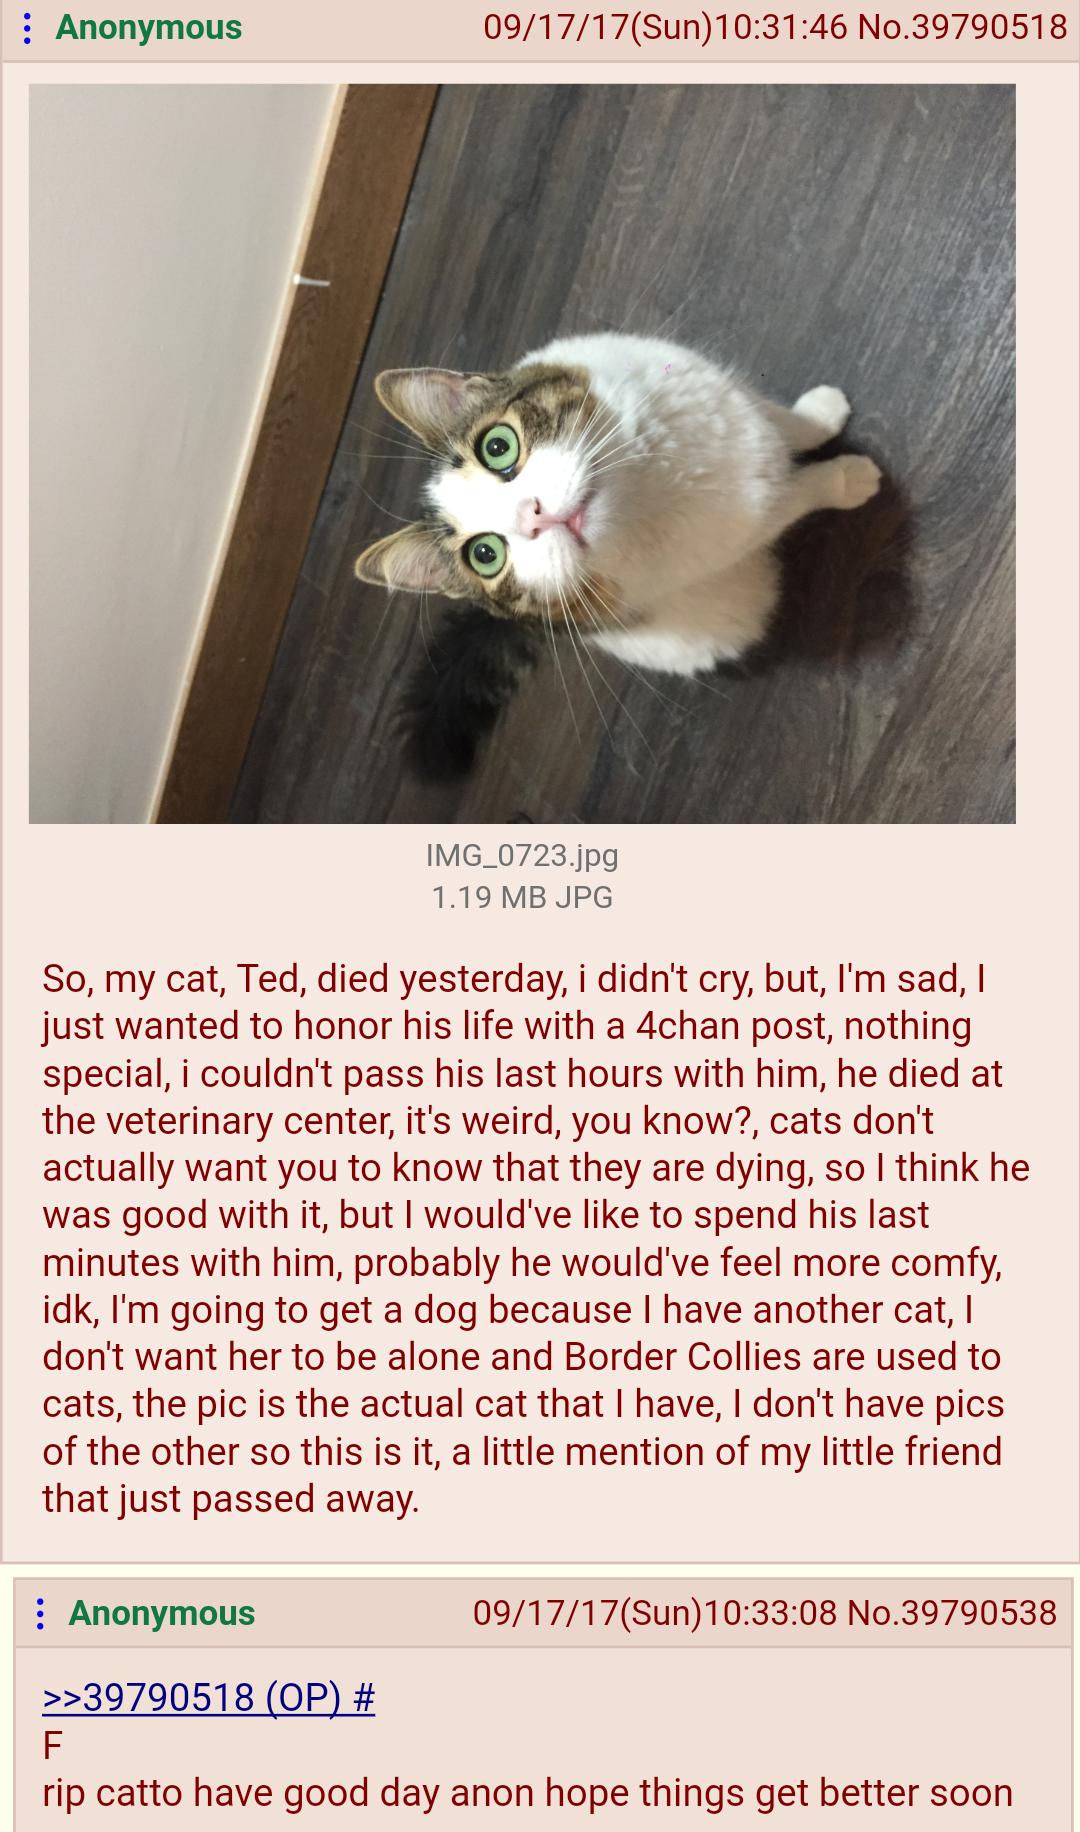 Anonymous 09/17/17(Sun)10:31:46 No.39790518
IMG_0723.jpg
1.19 MB JPG
So, my cat, Ted, died yesterday, i didn't cry, but, I'm sad, I
just wanted to honor his life with a 4chan post, nothing
special, i couldn't pass his last hours with him, he died at
the veterinary center, it's weird, you know?, cats don't
actually want you to know that they are dying, so I think he
was good with it, but I would've like to spend his last
minutes with him, probably he would've feel more comfy,
idk, I'm going to get a dog because I have another cat, I
don't want her to be alone and Border Collies are used to
cats, the pic is the actual cat that I have, I don't have pics
of the other so this is it, a little mention of my little friend
that just passed away.
Anonymous 09/17/17(Sun)10:33:08 No.39790538
>>39790518 (OP) #
F
rip catto have good day anon hope things get better soon